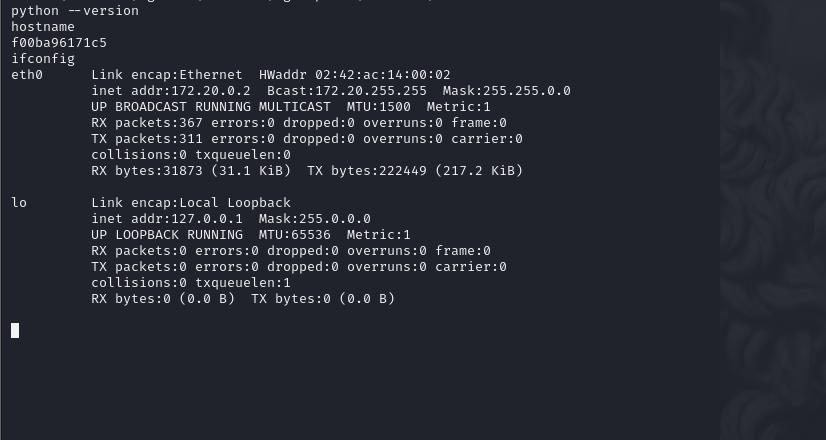 python --version
hostname
f00ba96171c5
ifconfig
eth0      Link encap:Ethernet  HWaddr 02:42:ac:14:00:02
          inet addr:172.20.0.2  Bcast:172.20.255.255  Mask:255.255.0.0
          UP BROADCAST RUNNING MULTICAST  MTU:1500  Metric:1
          RX packets:367 errors:0 dropped:0 overruns:0 frame:0
          TX packets:311 errors:0 dropped:0 overruns:0 carrier:0
          collisions:0 txqueuelen:0
          RX bytes:31873 (31.1 KiB)  TX bytes:222449 (217.2 KiB)

lo        Link encap:Local Loopback
          inet addr:127.0.0.1  Mask:255.0.0.0
          UP LOOPBACK RUNNING  MTU:65536  Metric:1
          RX packets:0 errors:0 dropped:0 overruns:0 frame:0
          TX packets:0 errors:0 dropped:0 overruns:0 carrier:0
          collisions:0 txqueuelen:1
          RX bytes:0 (0.0 B)  TX bytes:0 (0.0 B)